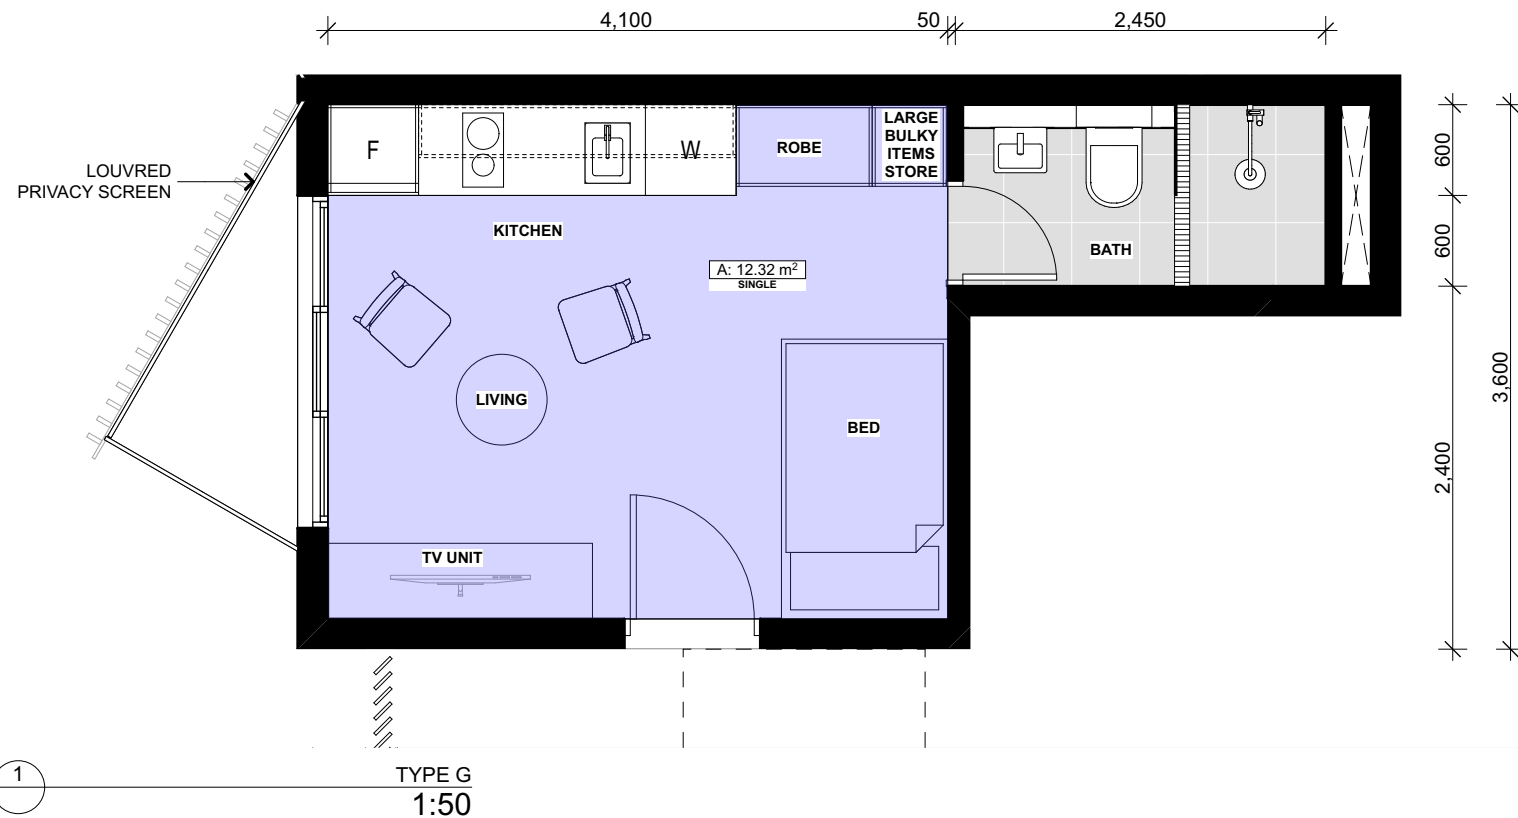 4,100
50
2,450
LOUVRED
PRIVACY SCREEN
F
W
ROBE
LARGE
BULKY
ITEMS
STORE
KITCHEN
BATH
A: 12.32 m²
SINGLE
LIVING
BED
TV UNIT
600
600
2,400
3,600
1
TYPE G
1:50